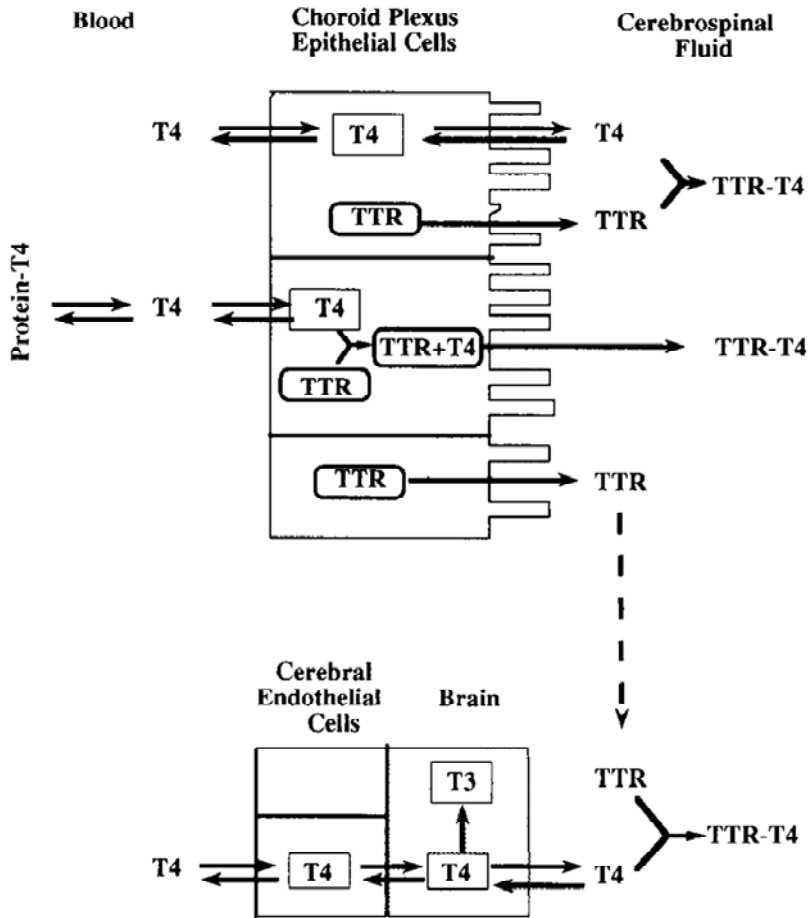 Blood
Choroid Plexus
Epithelial Cells
Cerebrospinal
Fluid
T4
T4
T4
TTR-T4
TTR
TTR
Protein-T4
T4
T4
TTR+T4
TTR-T4
TTR
TTR
TTR
Cerebral
Endothelial
Cells
Brain
T3
TTR
TTR-T4
T4
T4
T4
T4